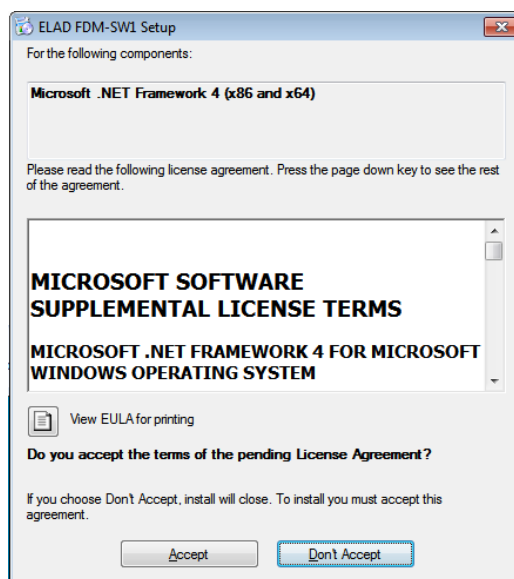 ELAD FDM-SW1 Setup
For the following components:
Microsoft .NET Framework 4 (x86 and x64)
Please read the following license agreement. Press the page down key to see the rest
of the agreement.
MICROSOFT SOFTWARE
SUPPLEMENTAL LICENSE TERMS
MICROSOFT .NET FRAMEWORK 4 FOR MICROSOFT
WINDOWS OPERATING SYSTEM
View EULA for printing
Do you accept the terms of the pending License Agreement?
If you choose Don't Accept, install will close. To install you must accept this
agreement.
Accept
Don't Accept